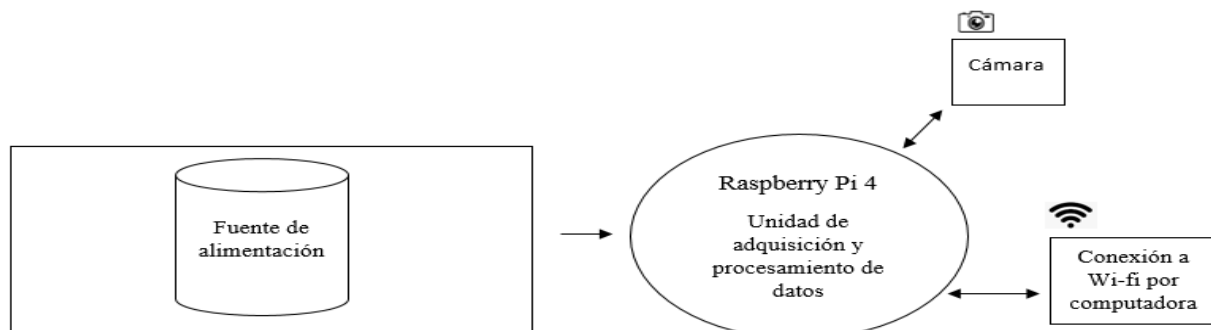 Cámara
Fuente de
alimentación
Raspberry Pi 4
Unidad de
adquisición y
procesamiento de
datos
Conexión a
Wi-fi por
computadora